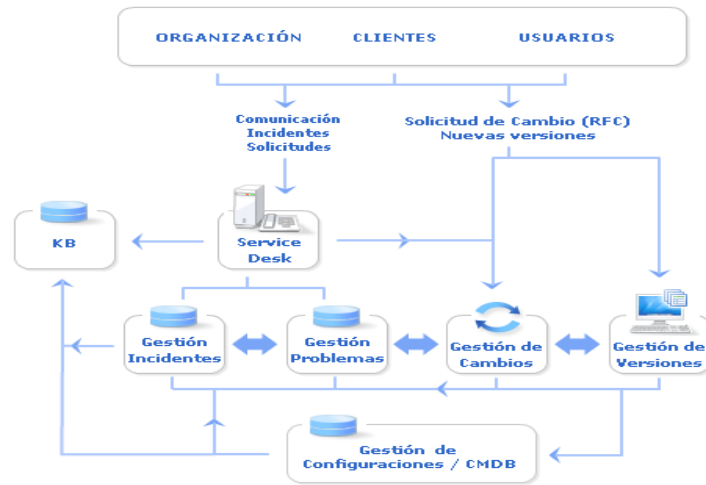 ORGANIZACIÓN CLIENTES USUARIOS
Comunicación
Incidentes
Solicitudes
Solicitud de Cambio (RFC)
Nuevas versiones
KB
Service
Desk
Gestión
Incidentes
Gestión
Problemas
Gestión de
Cambios
Gestión de
Versiones
Gestión de
Configuraciones / CMDB